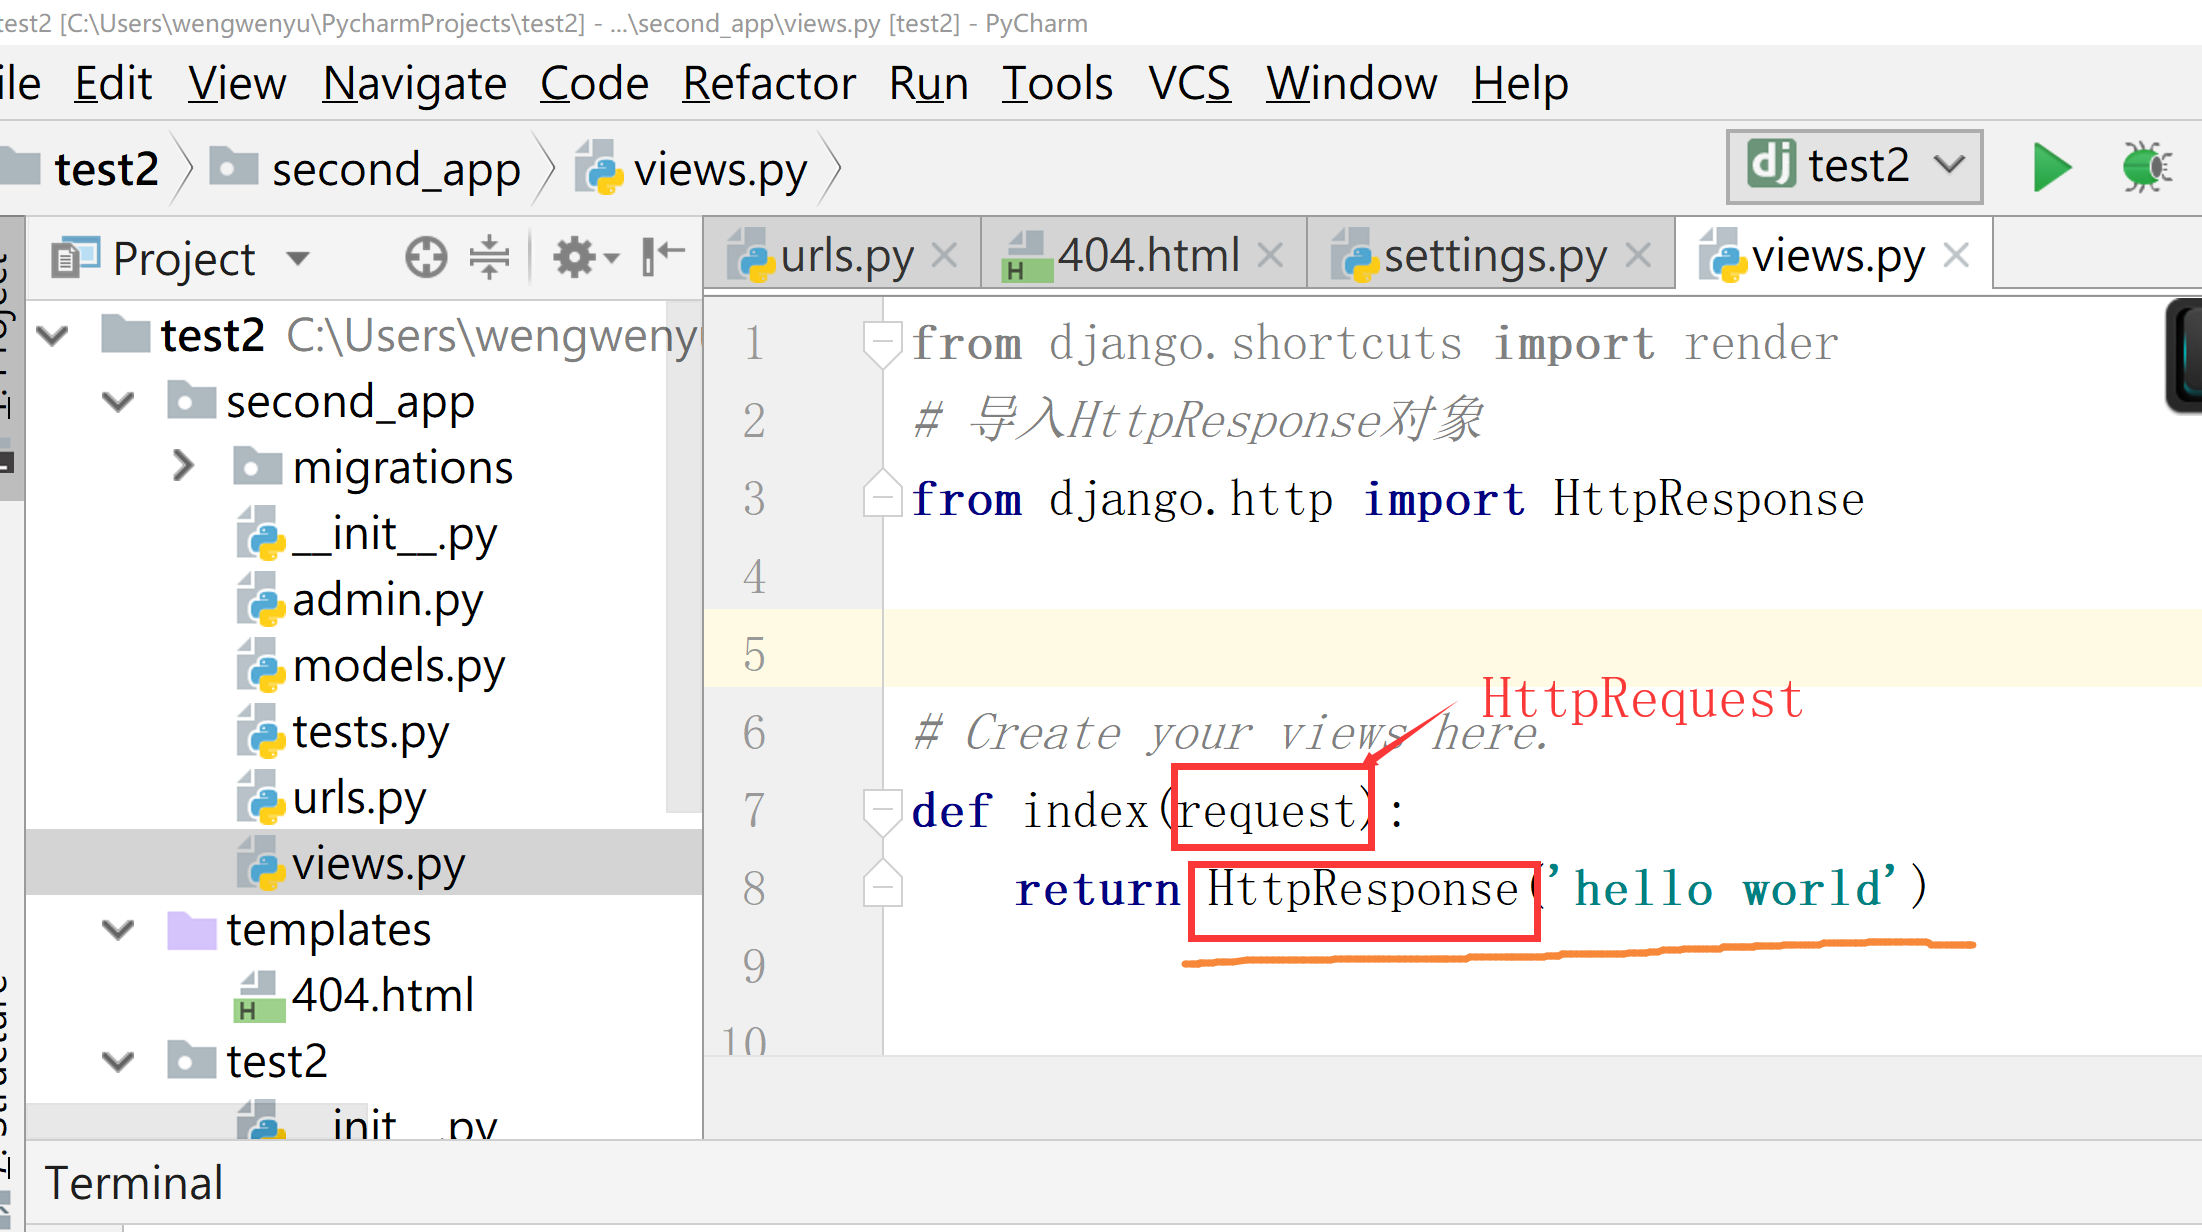 test2 [C:\Users\wengwenyu\PycharmProjects\test2] - ...\second_app\views.py [test2] - PyCharm
ile Edit View Navigate Code Refactor Run Tools VCS Window Help
test2 second_app views.py test2
Project urls.py 404.html settings.py views.py
test2 C:\Users\wengwenyu
second_app
migrations
__init__.py
admin.py
models.py
tests.py
urls.py
views.py
templates
404.html
test2
__init__.py
1 from django.shortcuts import render
2 # 导入HttpResponse对象
3 from django.http import HttpResponse
4
5
HttpRequest
6 # Create your views here.
7 def index(request):
8 return HttpResponse('hello world')
9
10
Terminal